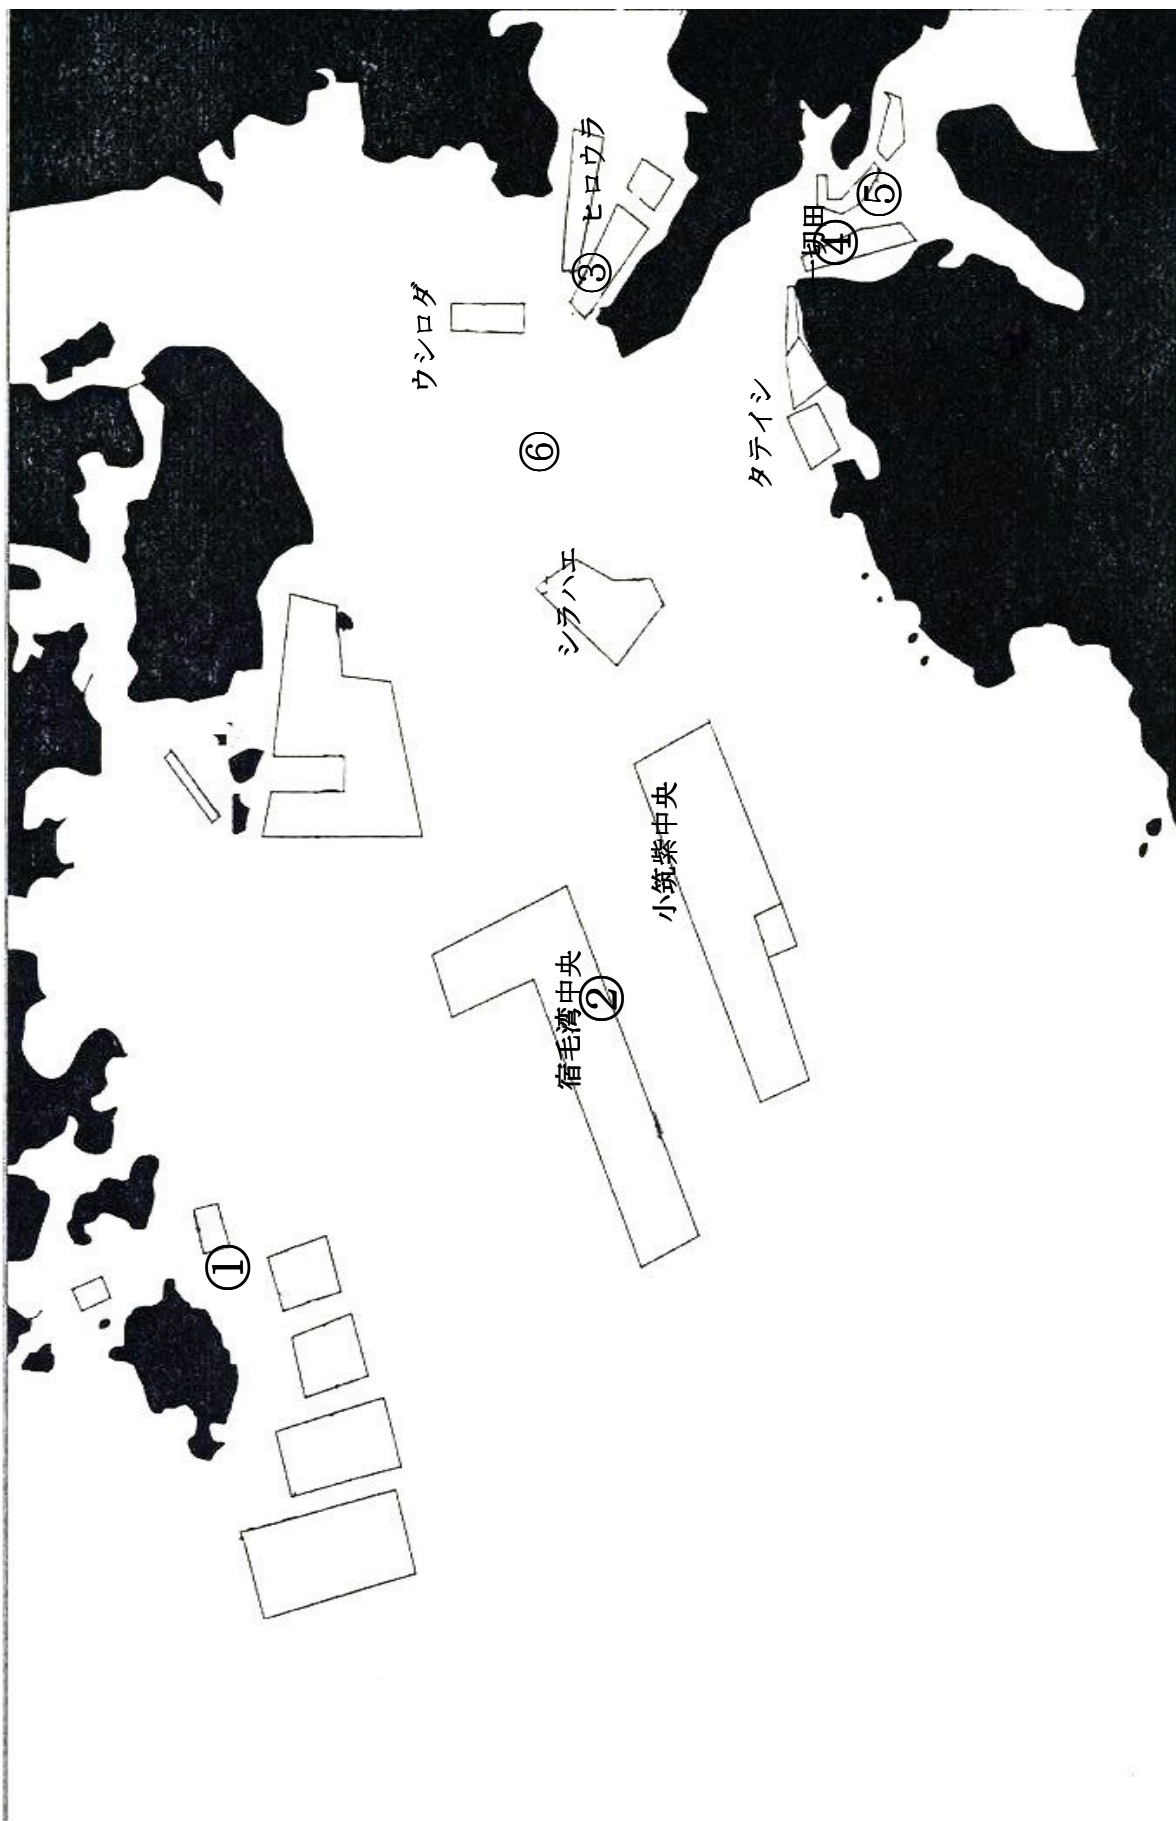 ヒロウラ
③
ウシロダ
⑤
一切田
④
タテイシ
⑥
シラハエ
小筑紫中央
宿毛湾中央
②
①